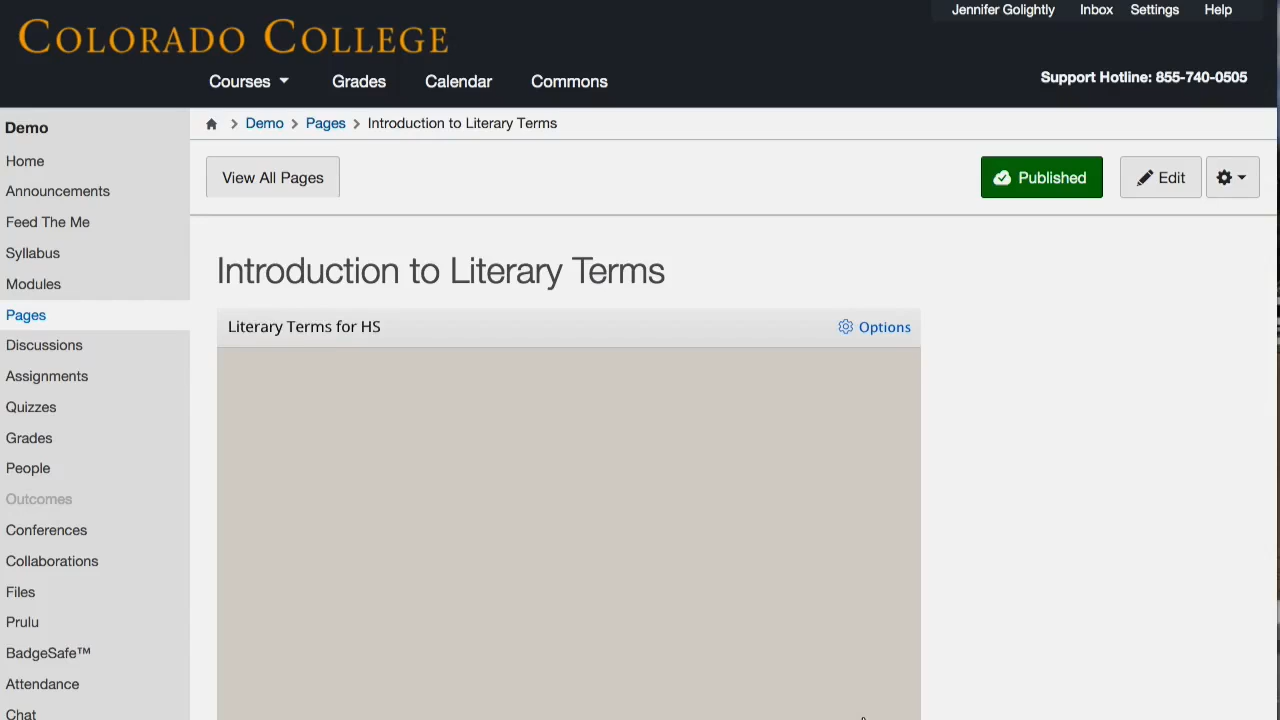 Jennifer Golightly Inbox Settings Help
COLORADO COLLEGE
Courses Grades Calendar Commons
Support Hotline: 855-740-0505
Demo
Home
Announcements
Feed The Me
Syllabus
Modules
Pages
Discussions
Assignments
Quizzes
Grades
People
Outcomes
Conferences
Collaborations
Files
Prulu
BadgeSafe™
Attendance
Chat
Demo > Pages > Introduction to Literary Terms
View All Pages
Published
Edit
Introduction to Literary Terms
Literary Terms for HS
Options